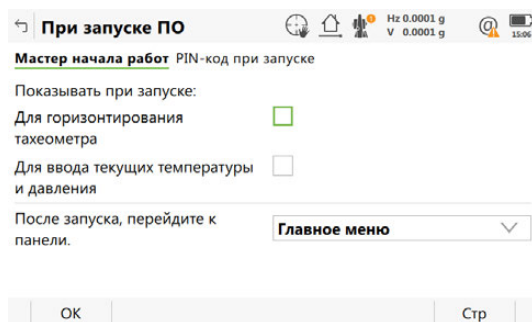 При запуске ПО
Hz 0.0001 g
V 0.0001 g
15:06
Мастер начала работ PIN-код при запуске
Показывать при запуске:
Для горизонтирования
тахеометра
Для ввода текущих температуры
и давления
После запуска, перейдите к
панели.
Главное меню
OK
Стр